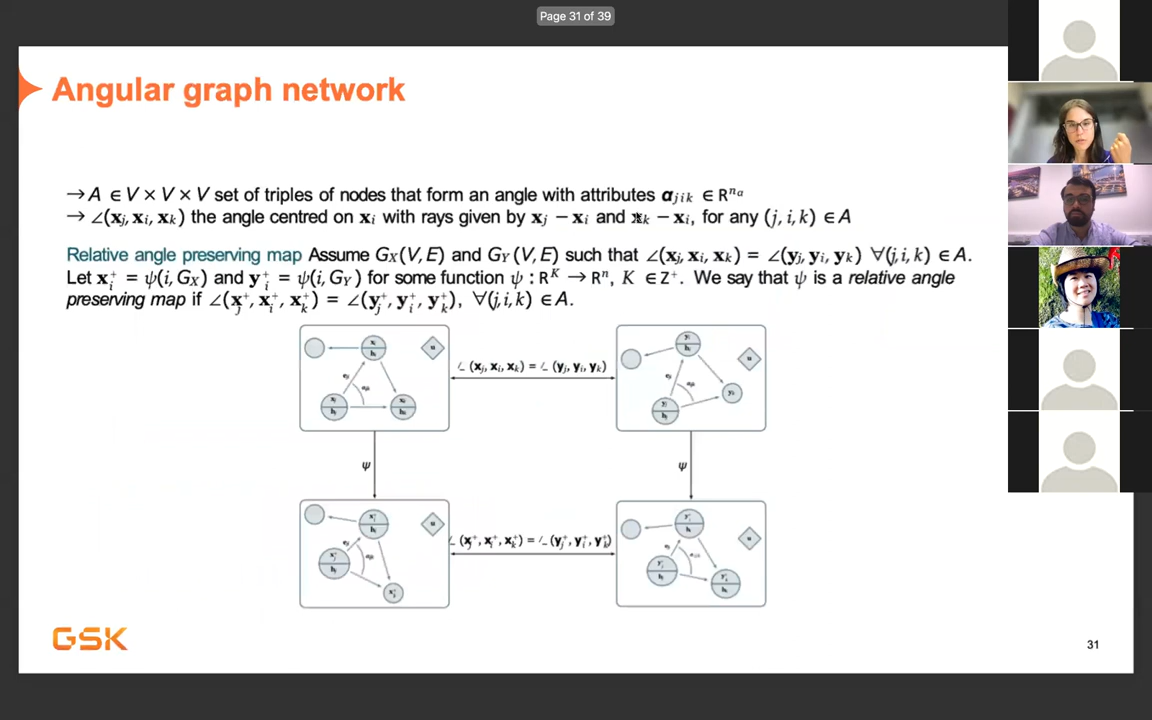 Page 31 of 39
Angular graph network
→ A ∈ V × V × V set of triples of nodes that form an angle with attributes α_jik ∈ R^nα
→ ∠(x_j, x_i, x_k) the angle centred on x_i with rays given by x_j − x_i and x_k − x_i, for any (j, i, k) ∈ A
Relative angle preserving map Assume G_X(V, E) and G_Y(V, E) such that ∠(x_j, x_i, x_k) = ∠(y_j, y_i, y_k) ∀(j, i, k) ∈ A.
Let x_i^+ = ψ(i, G_X) and y_i^+ = ψ(i, G_Y) for some function ψ : R^K → R^n, K ∈ Z^+. We say that ψ is a relative angle
preserving map if ∠(x_j^+, x_i^+, x_k^+) = ∠(y_j^+, y_i^+, y_k^+), ∀(j, i, k) ∈ A.
∠ (x_j, x_i, x_k) = ∠ (y_j, y_i, y_k)
ψ
ψ
∠ (x_j^+, x_i^+, x_k^+) = ∠ (y_j^+, y_i^+, y_k^+)
GSK
31